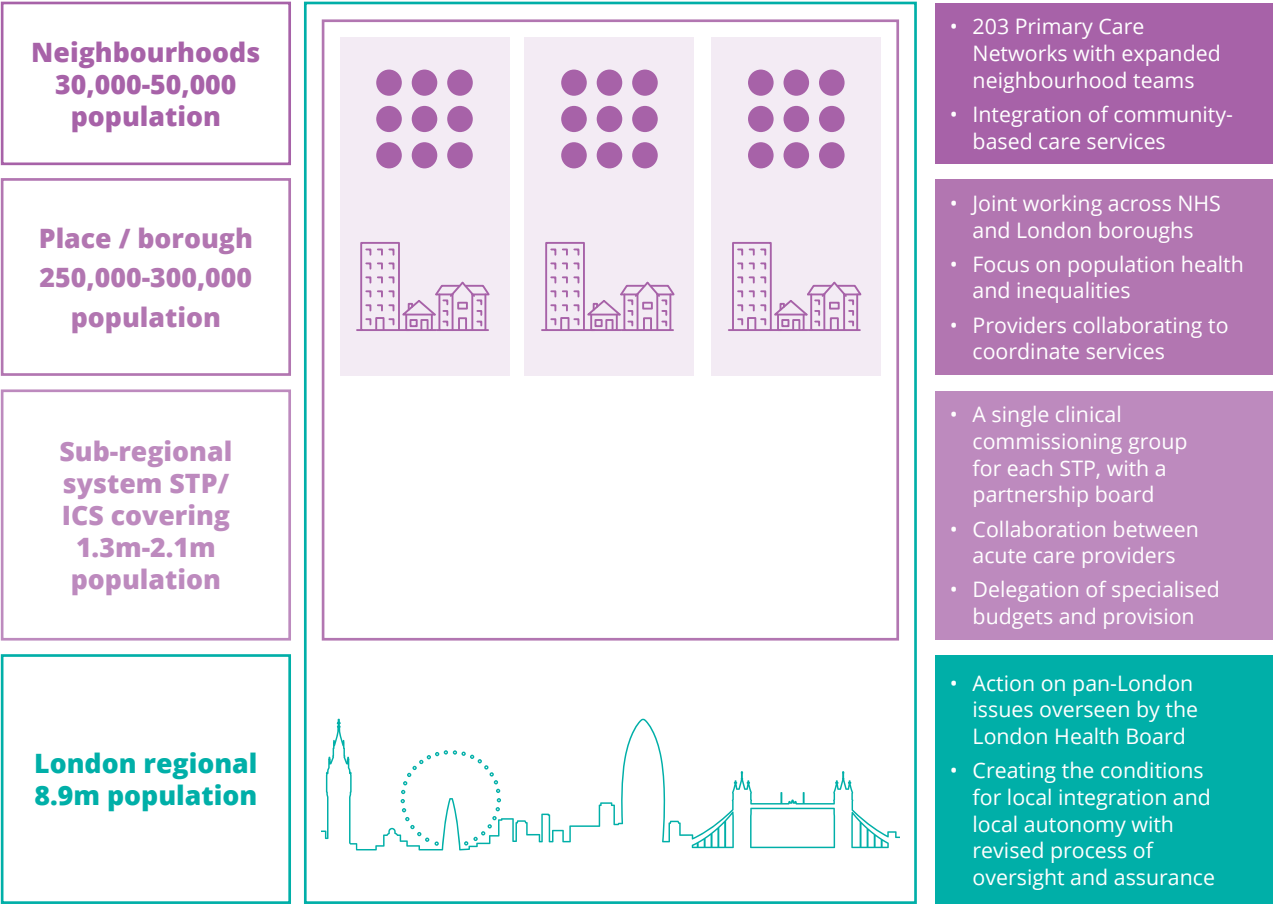 Neighbourhoods
30,000-50,000
population
• 203 Primary Care
Networks with expanded
neighbourhood teams
• Integration of community-
based care services
Place / borough
250,000-300,000
population
• Joint working across NHS
and London boroughs
• Focus on population health
and inequalities
• Providers collaborating to
coordinate services
Sub-regional
system STP/
ICS covering
1.3m-2.1m
population
• A single clinical
commissioning group
for each STP, with a
partnership board
• Collaboration between
acute care providers
• Delegation of specialised
budgets and provision
London regional
8.9m population
• Action on pan-London
issues overseen by the
London Health Board
• Creating the conditions
for local integration and
local autonomy with
revised process of
oversight and assurance